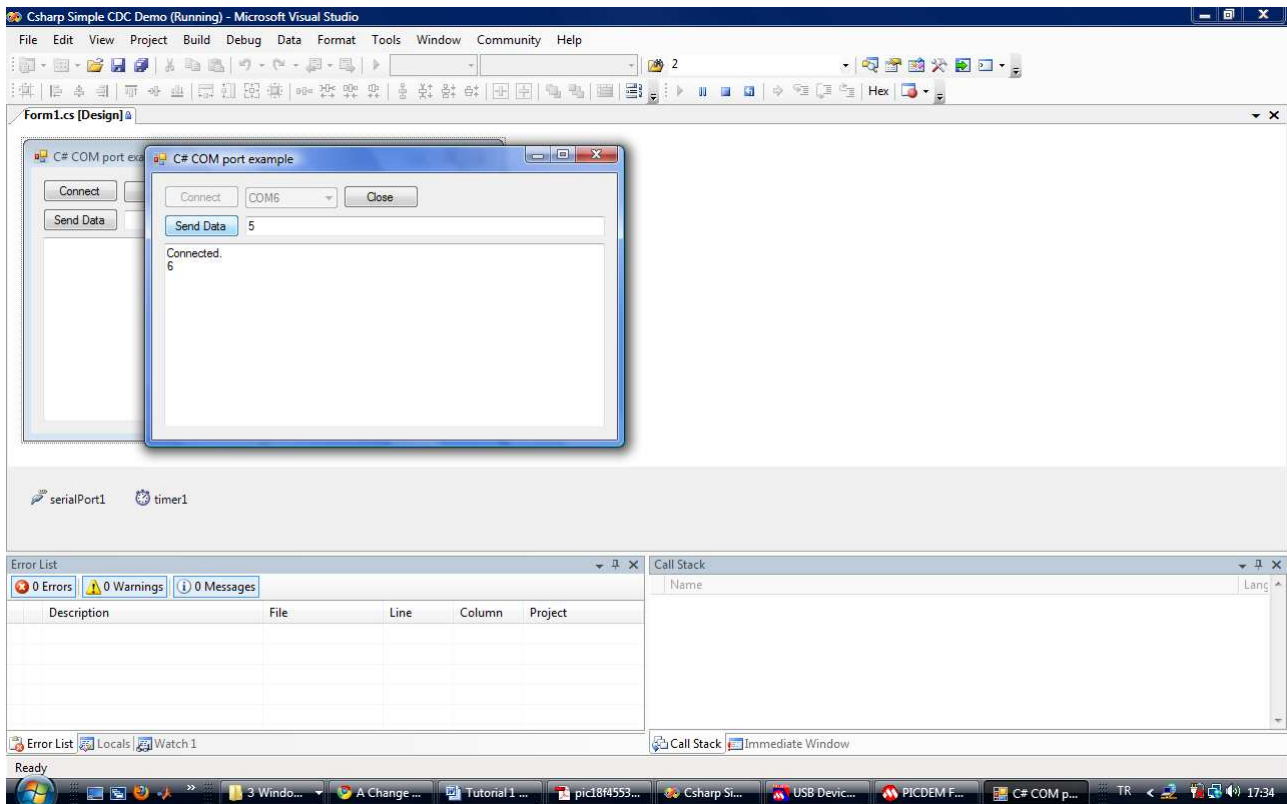 Csharp Simple CDC Demo (Running) - Microsoft Visual Studio
File Edit View Project Build Debug Data Format Tools Window Community Help
2
Hex
Form1.cs [Design]
C# COM port exa
Connect
Send Data
C# COM port example
Connect COM6 Close
Send Data 5
Connected.
6
serialPort1 timer1
Error List
0 Errors 0 Warnings 0 Messages
Description File Line Column Project
Call Stack
Name Lang
Error List Locals Watch 1
Call Stack Immediate Window
Ready
3 Windo... A Change ... Tutorial 1 ... pic18f4553... Csharp Si... USB Devic... PICDEM F... C# COM p... TR 17:34